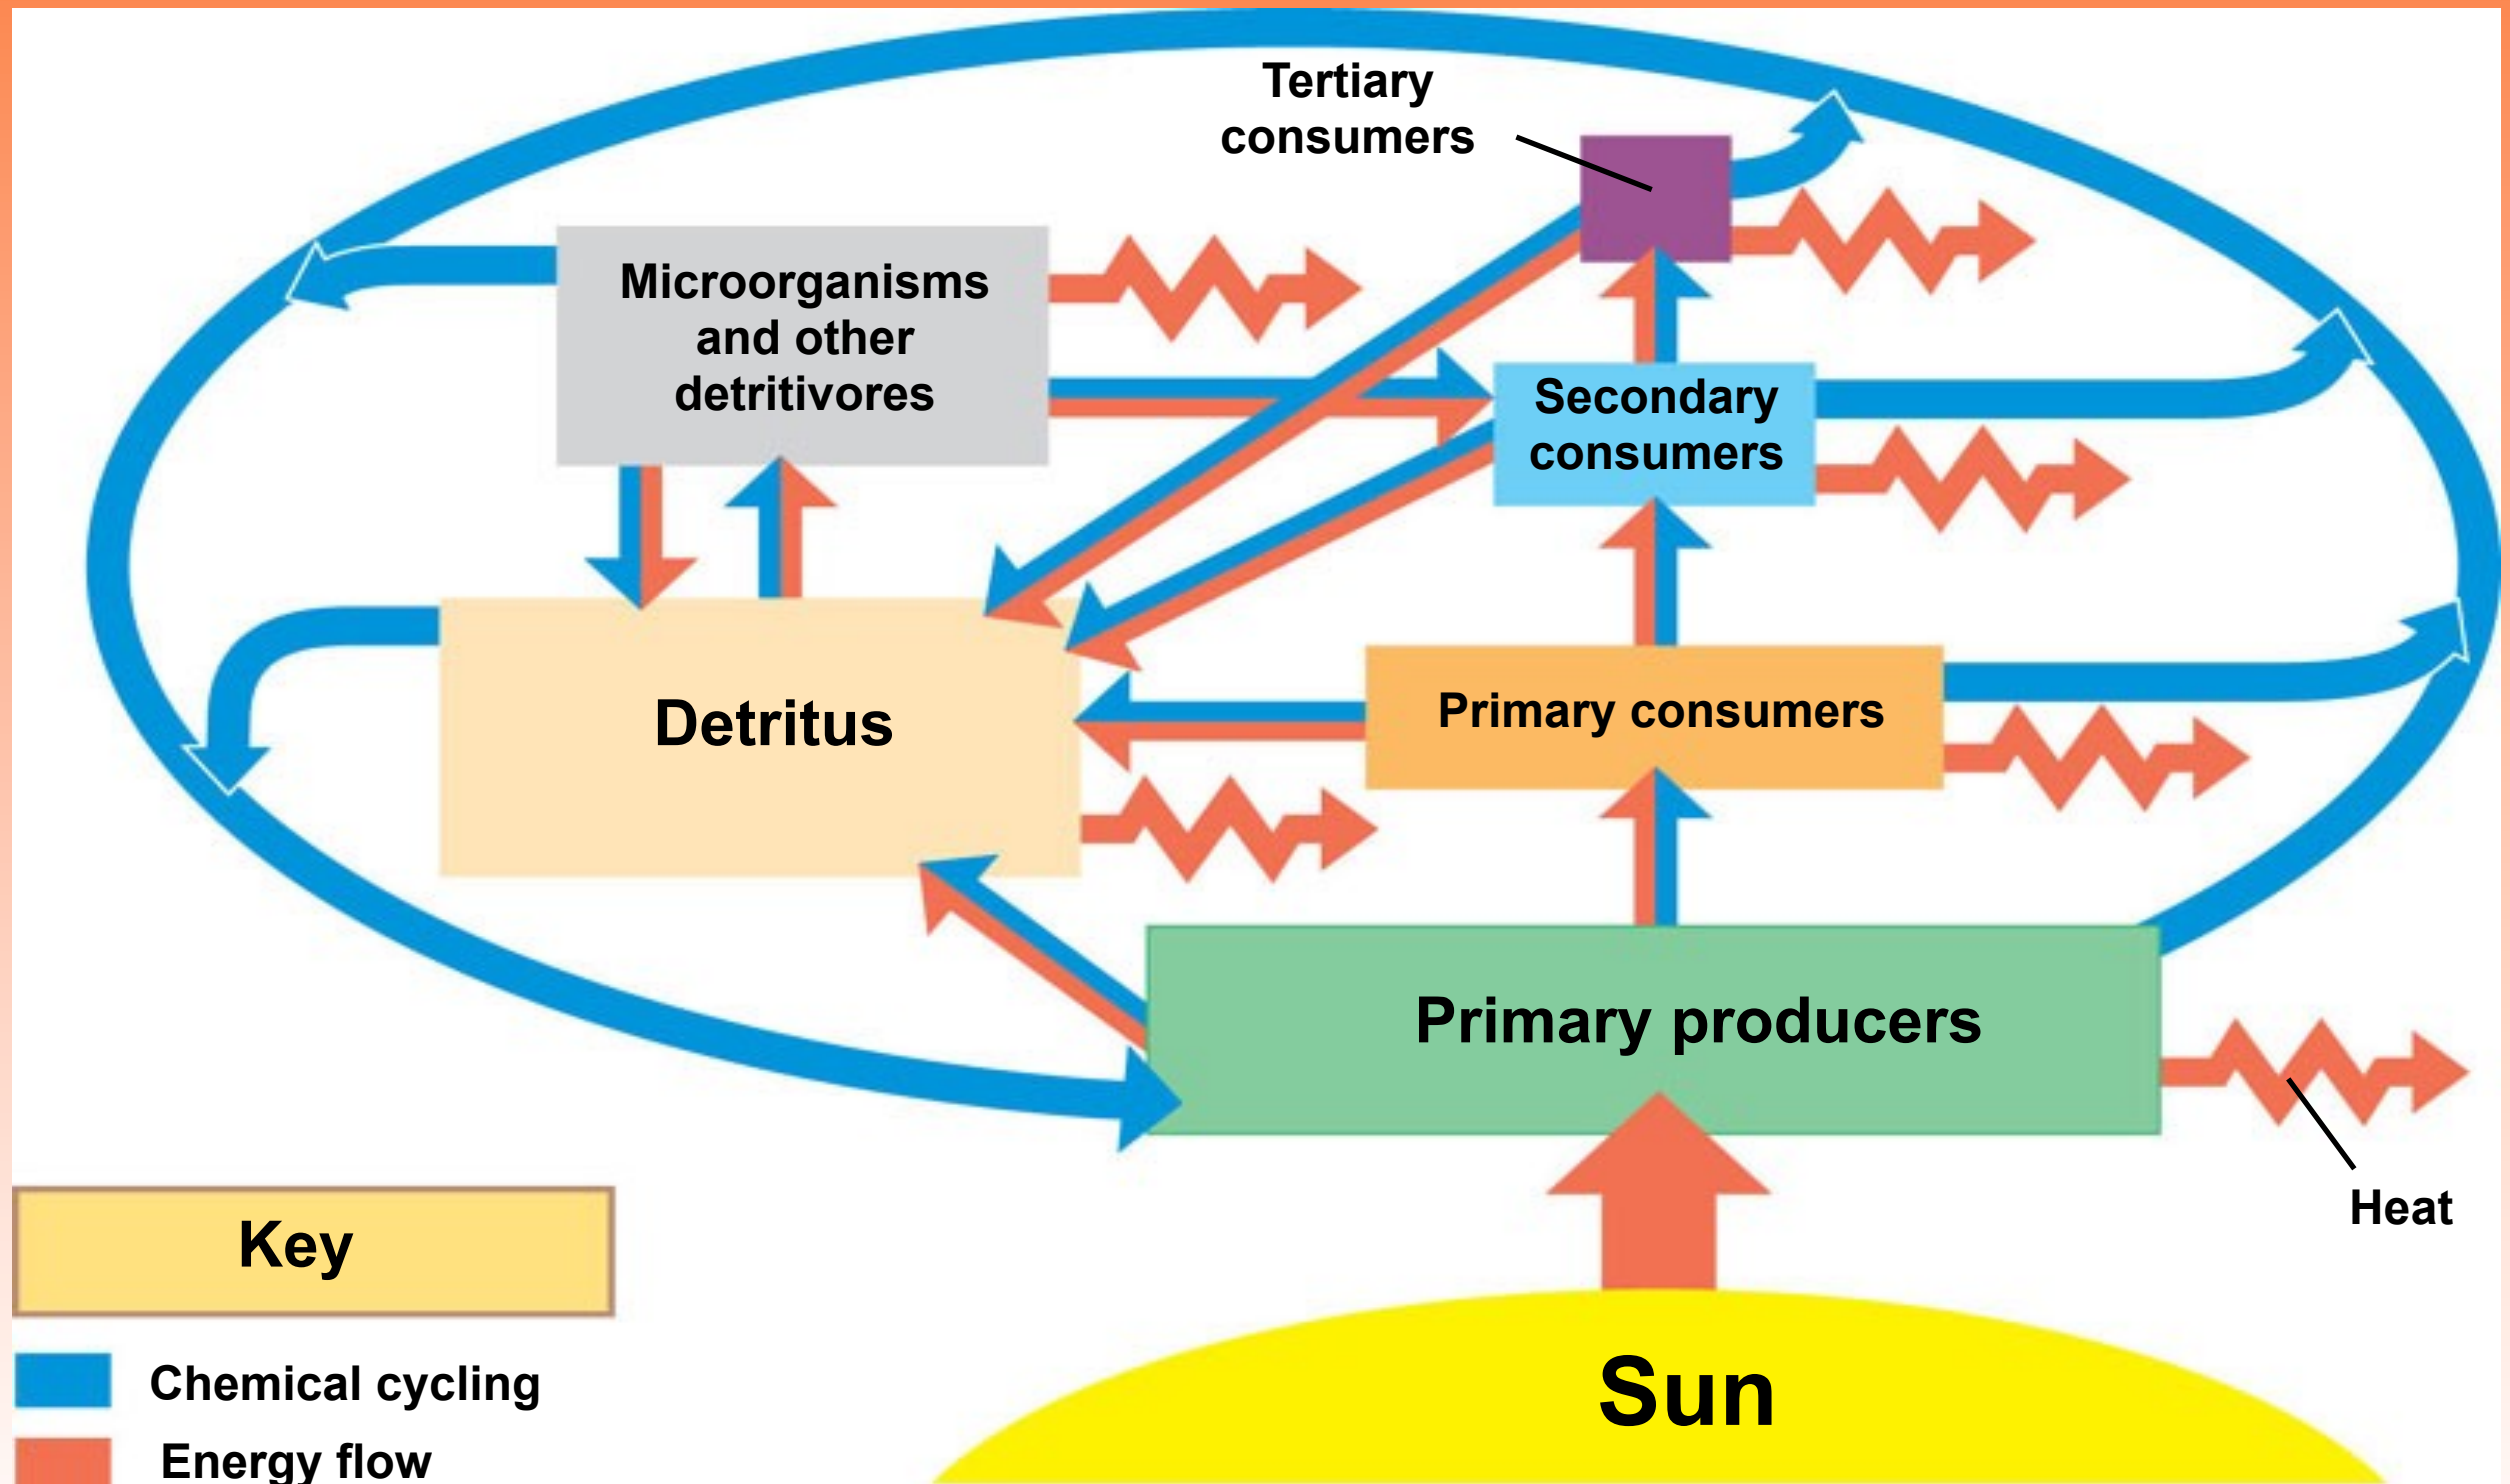 Tertiary
consumers
Microorganisms
and other
detritivores
Secondary
consumers
Detritus
Primary consumers
Primary producers
Heat
Key
Sun
Chemical cycling
Energy flow